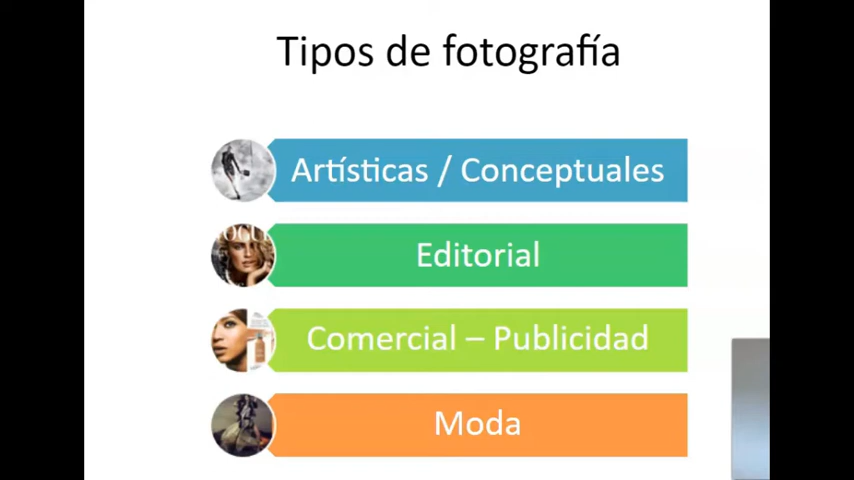 Tipos de fotografía
Artísticas / Conceptuales
Editorial
Comercial – Publicidad
Moda